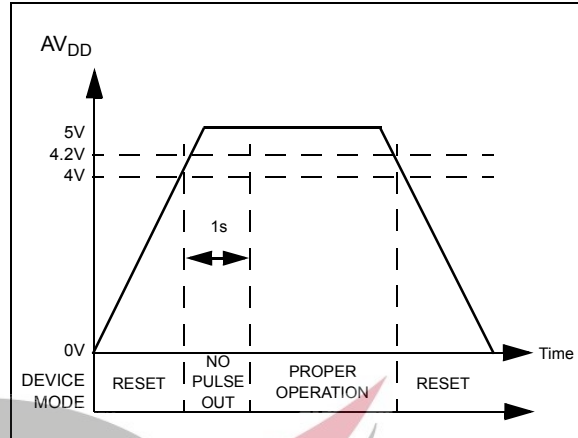 AVDD
5V
4.2V
4V
1s
0V
Time
DEVICE
MODE
RESET
NO
PULSE
OUT
PROPER
OPERATION
RESET